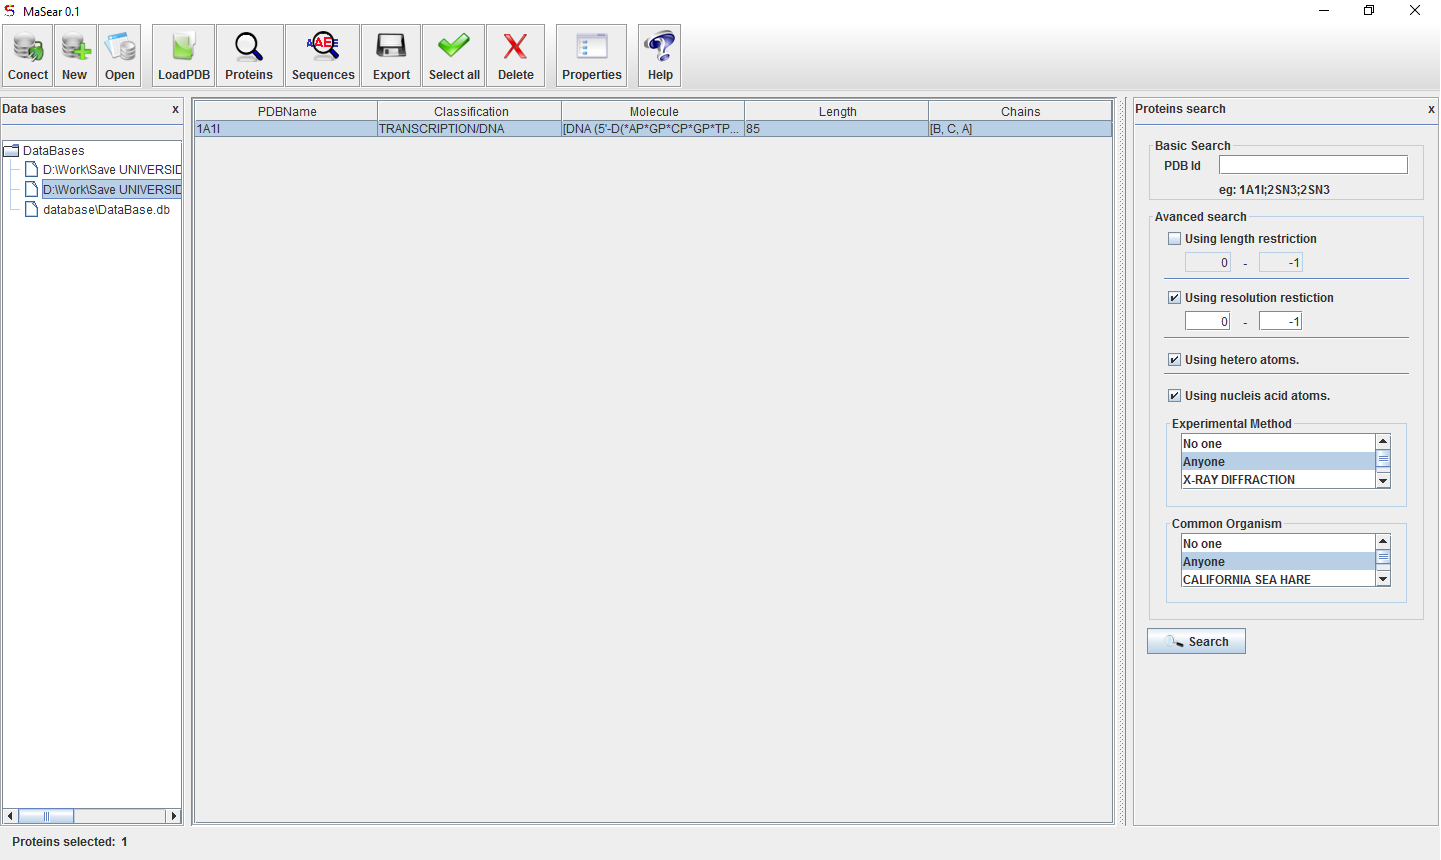 MaSear 0.1
Conect New Open LoadPDB Proteins Sequences Export Select all Delete Properties Help
Data bases x
DataBases
D:\Work\Save UNIVERSID
D:\Work\Save UNIVERSID
database\DataBase.db
PDBName Classification Molecule Length Chains
1A1I TRANSCRIPTION/DNA [DNA (5'-D(*AP*GP*CP*GP*TP... 85 [B, C, A]
Proteins search x
Basic Search
PDB Id
eg: 1A1I;2SN3;2SN3
Avanced search
Using length restriction
0 - -1
Using resolution restiction
0 - -1
Using hetero atoms.
Using nucleis acid atoms.
Experimental Method
No one
Anyone
X-RAY DIFFRACTION
Common Organism
No one
Anyone
CALIFORNIA SEA HARE
Search
Proteins selected: 1